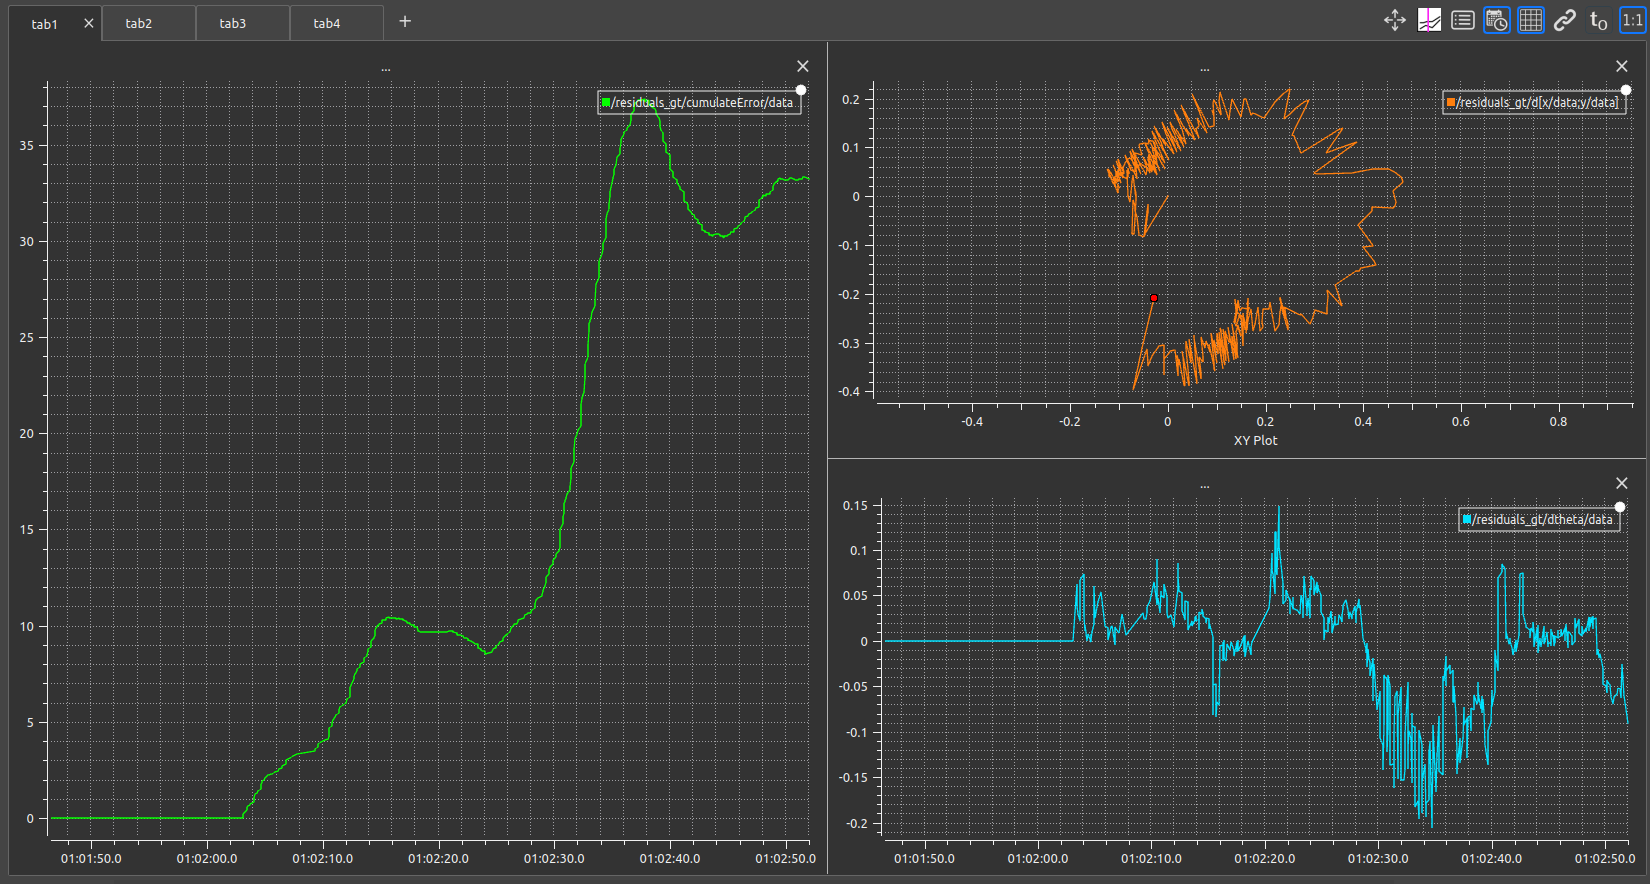 tab1 tab2 tab3 tab4 +
t0 1:1
...
/residuals_gt/cumulateError/data
35
30
25
20
15
10
5
0
01:01:50.0 01:02:00.0 01:02:10.0 01:02:20.0 01:02:30.0 01:02:40.0 01:02:50.0
...
/residuals_gt/d[x/data;y/data]
0.2
0.1
0
-0.1
-0.2
-0.3
-0.4
-0.4 -0.2 0 0.2 0.4 0.6 0.8
XY Plot
...
/residuals_gt/dtheta/data
0.15
0.1
0.05
0
-0.05
-0.1
-0.15
-0.2
01:01:50.0 01:02:00.0 01:02:10.0 01:02:20.0 01:02:30.0 01:02:40.0 01:02:50.0